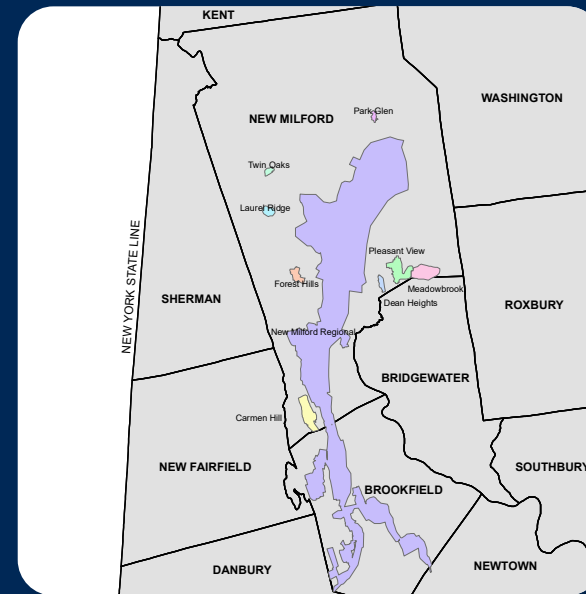 KENT
WASHINGTON
Park Glen
NEW MILFORD
Twin Oaks
Laurel Ridge
NEW YORK STATE LINE
Pleasant View
Forest Hills
Meadowbrook
SHERMAN
Dean Heights
ROXBURY
New Milford Regional
BRIDGEWATER
Carmen Hill
NEW FAIRFIELD
SOUTHBURY
BROOKFIELD
DANBURY
NEWTOWN